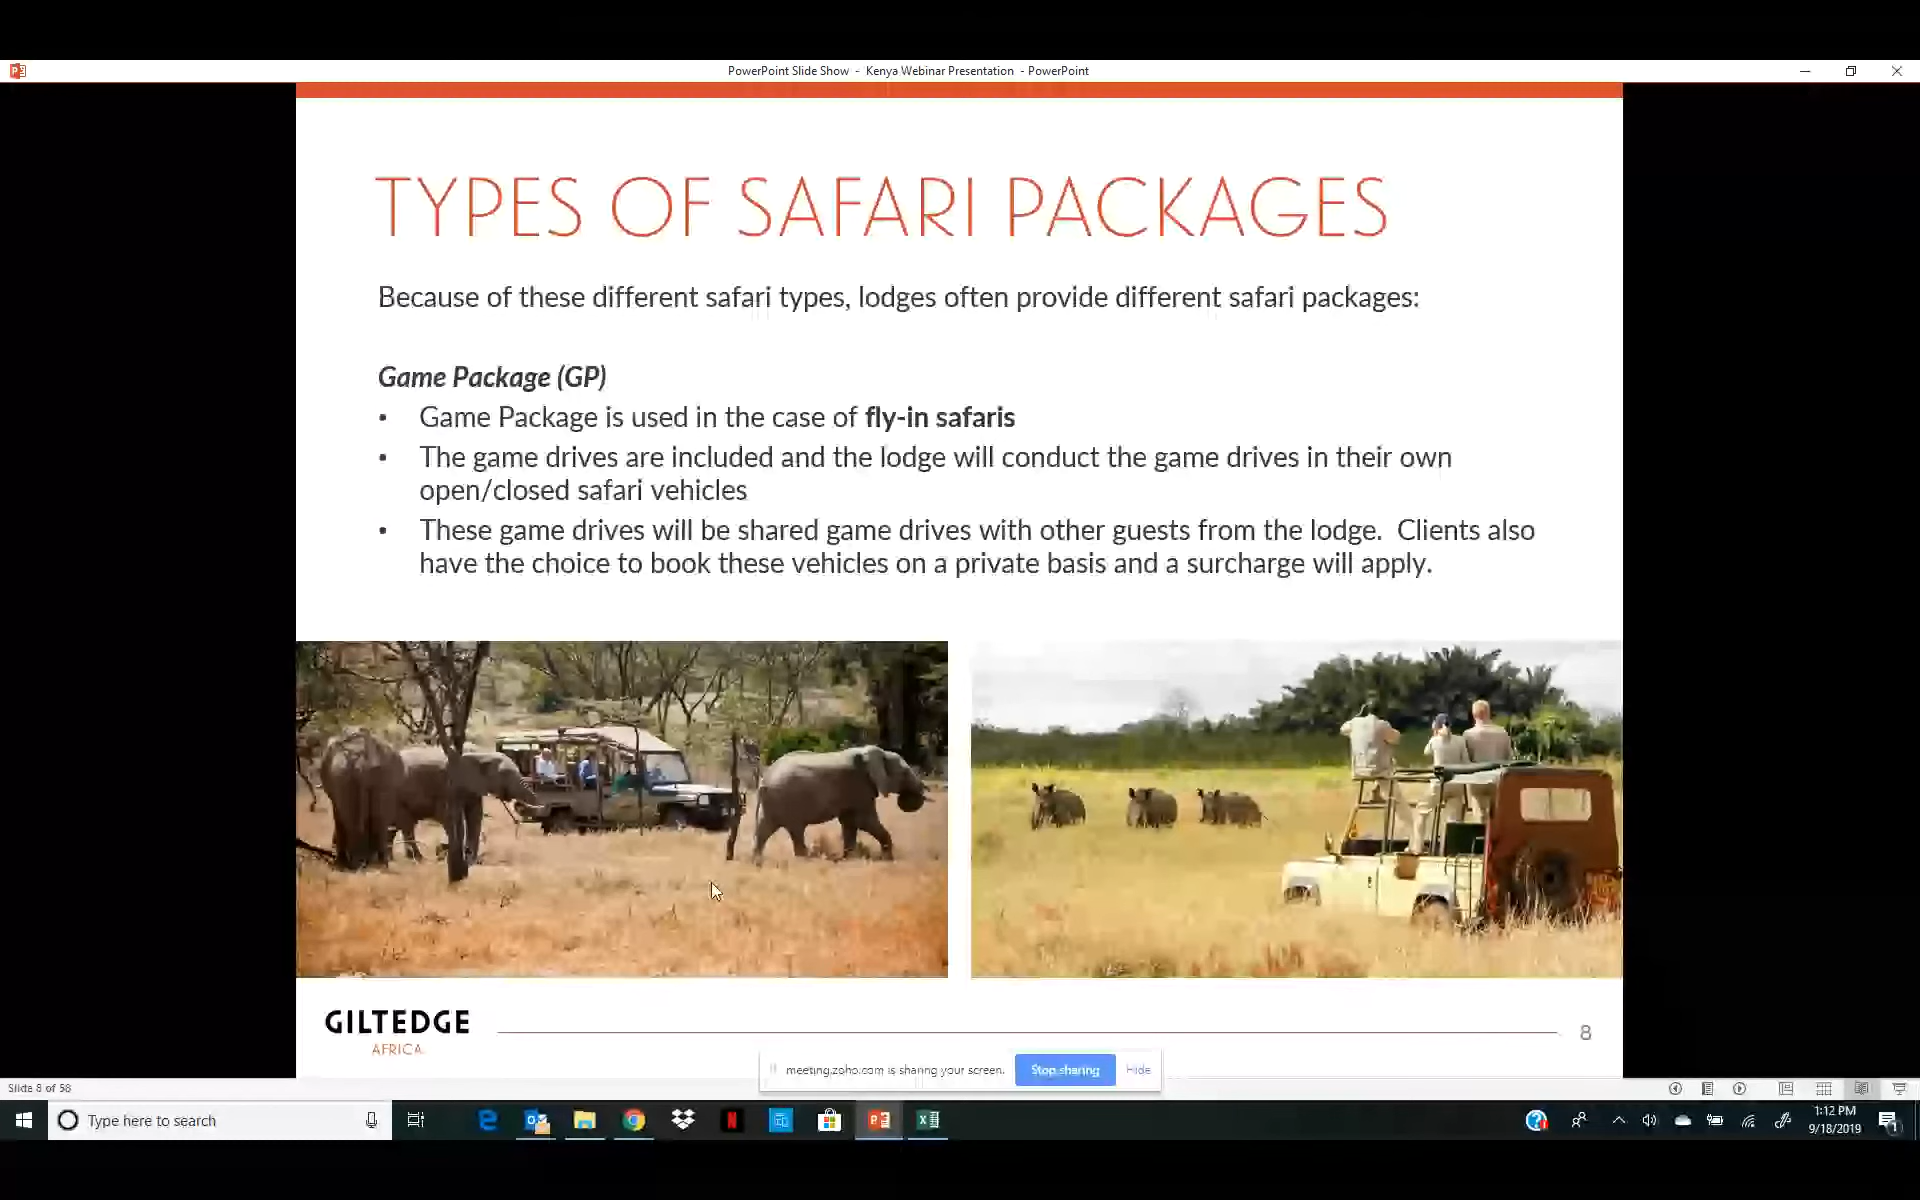 PowerPoint Slide Show - Kenya Webinar Presentation - PowerPoint
TYPES OF SAFARI PACKAGES
Because of these different safari types, lodges often provide different safari packages:
Game Package (GP)
• Game Package is used in the case of fly-in safaris
• The game drives are included and the lodge will conduct the game drives in their own
open/closed safari vehicles
• These game drives will be shared game drives with other guests from the lodge. Clients also
have the choice to book these vehicles on a private basis and a surcharge will apply.
GILTEDGE
AFRICA
8
meeting.zoho.com is sharing your screen. Stop sharing Hide
Slide 8 of 58
Type here to search
1:12 PM
9/18/2019